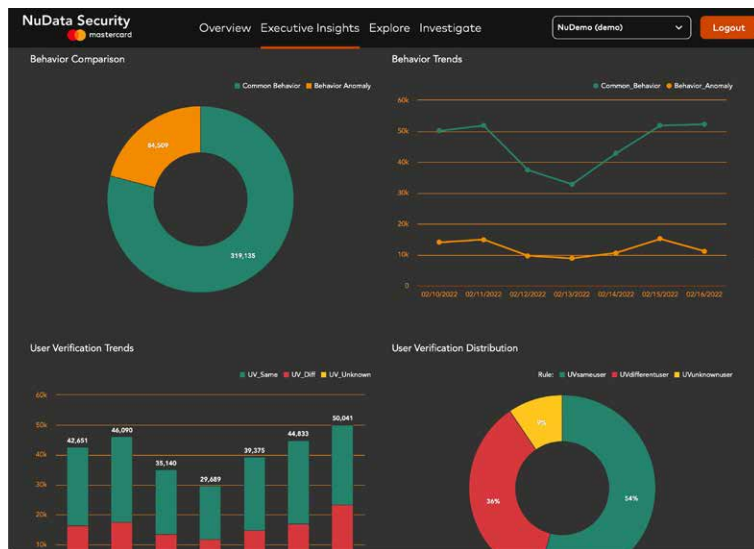 NuData Security
mastercard
Overview Executive Insights Explore Investigate
NuDemo (demo)
Logout
Behavior Comparison
Common Behavior Behavior Anomaly
84,509
319,135
Behavior Trends
Common_Behavior Behavior_Anomaly
60k
50k
40k
30k
20k
10k
0
02/10/2022 02/11/2022 02/12/2022 02/13/2022 02/14/2022 02/15/2022 02/16/2022
User Verification Trends
UV_Same UV_Diff UV_Unknown
60k
50k
40k
30k
20k
10k
42,651
46,090
35,140
29,689
39,375
44,833
50,041
User Verification Distribution
Rule: UVsameuser UVdifferentuser UVunknownuser
9%
36%
54%